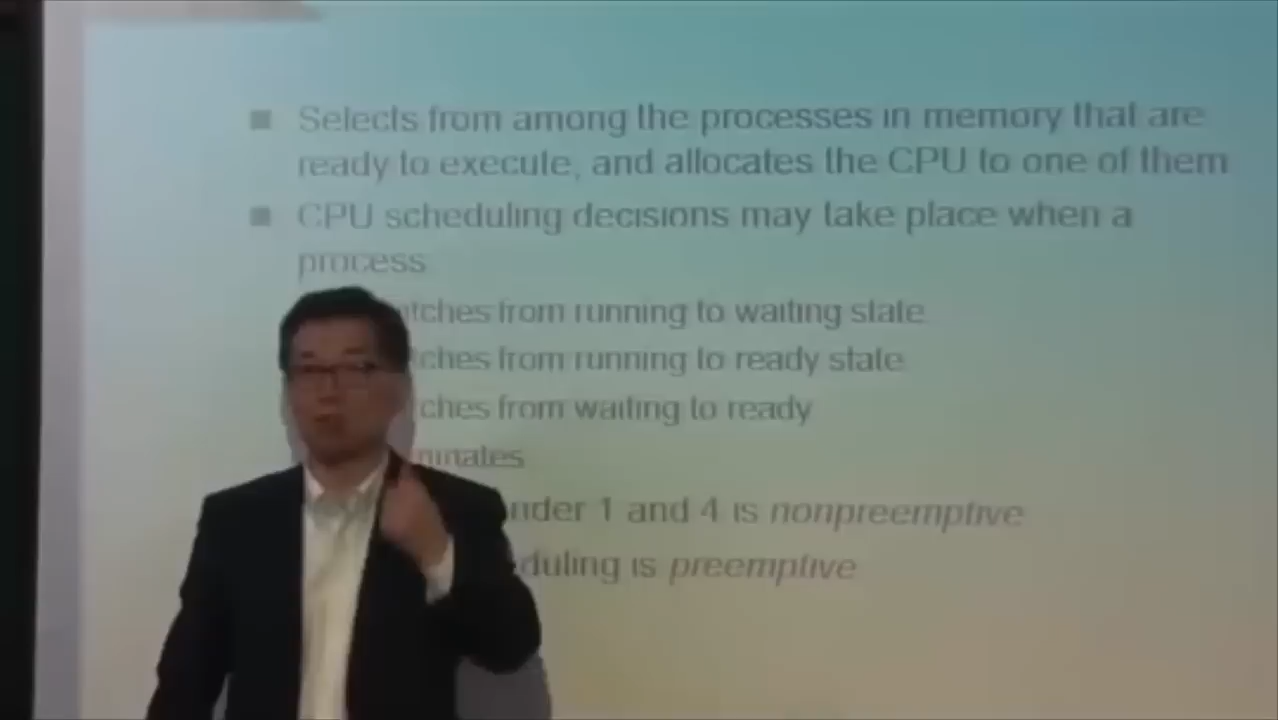 Selects from among the processes in memory that are
ready to execute, and allocates the CPU to one of them
CPU scheduling decisions may take place when a
process
tches from running to waiting state
ches from running to ready state
ches from waiting to ready
minates
nder 1 and 4 is nonpreemptive
duling is preemptive